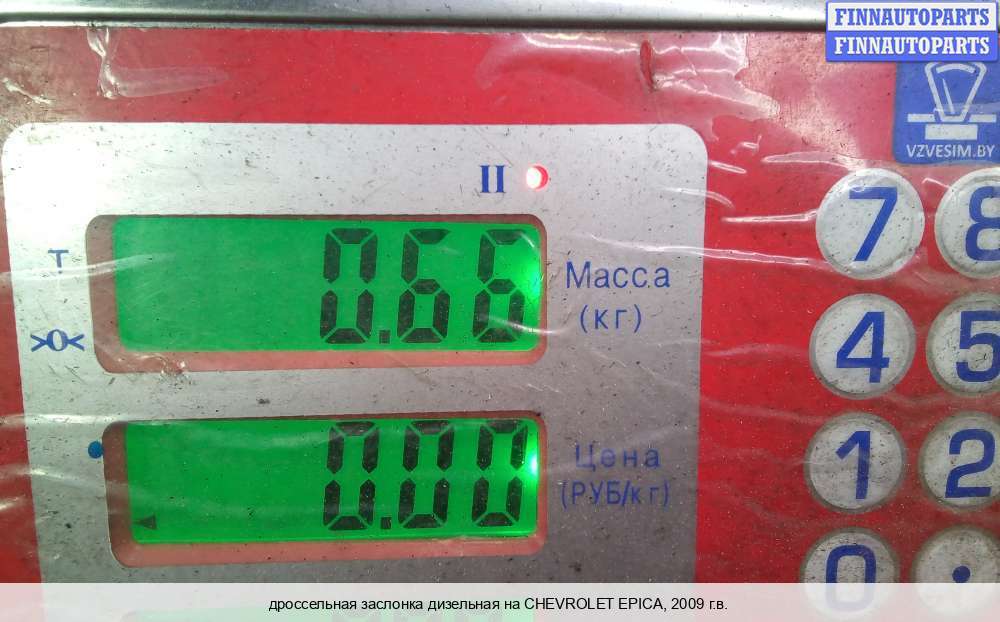 FINNAUTOPARTS
FINNAUTOPARTS
VZVESIM.BY
II
7 8
T
0.66
Масса
(кг)
>0<
4 5
0.00
Цена
(РУБ/кг)
1 2
0 .
дроссельная заслонка дизельная на CHEVROLET EPICA, 2009 г.в.